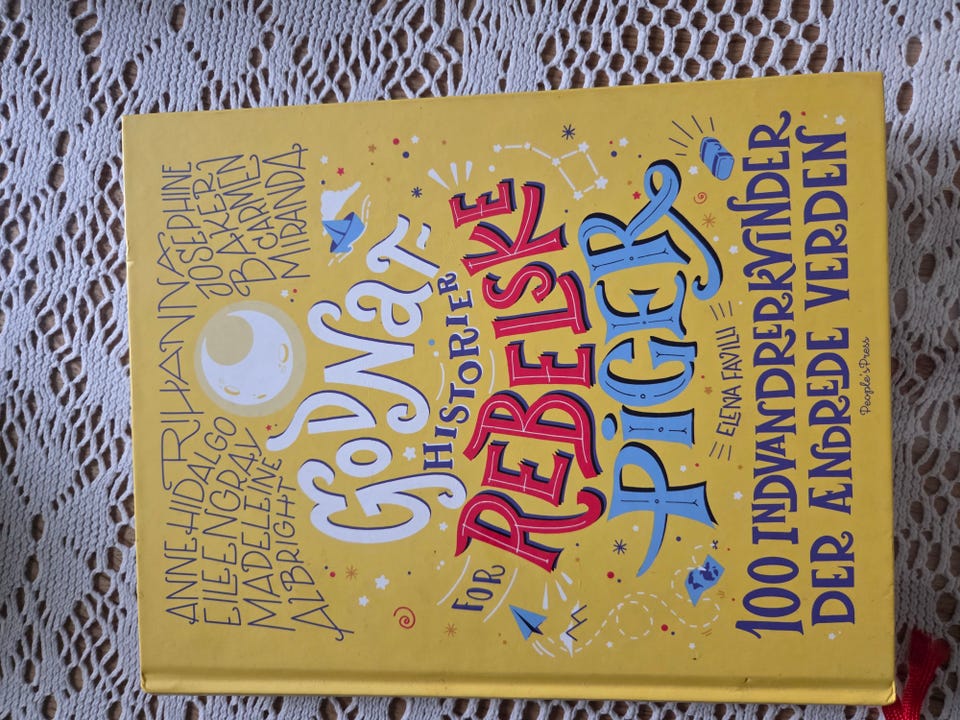 ANNE HIDALGO
EILEEN GRAY
MADELEINE
ALBRIGHT
RIHANNA
JOSEPHINE
BAKER
CARMEN
MIRANDA
GODNAT
HISTORIER
FOR
REBELSKE
PIGER
ELENA FAVILLI
100 INDVANDRERKVINDER
DER ÆNDREDE VERDEN
People'sPress